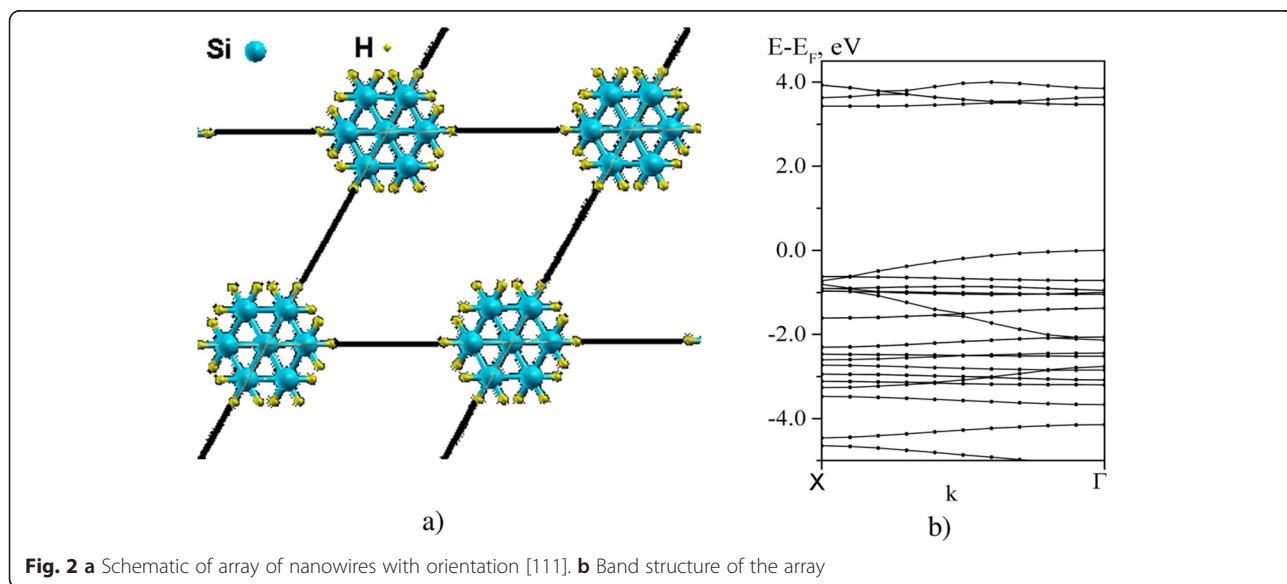 Si H
E-E_F, eV
4.0
2.0
0.0
-2.0
-4.0
X Γ
k
a) b)
Fig. 2 a Schematic of array of nanowires with orientation [111]. b Band structure of the array